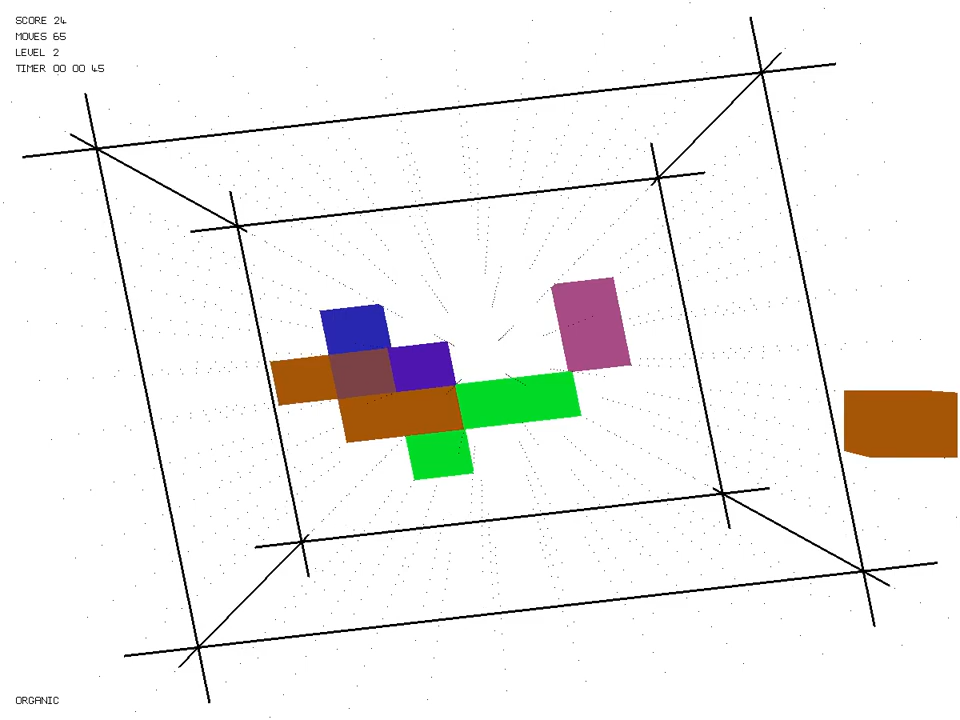 SCORE 24
MOVES 65
LEVEL 2
TIMER 00 00 45
ORGANIC